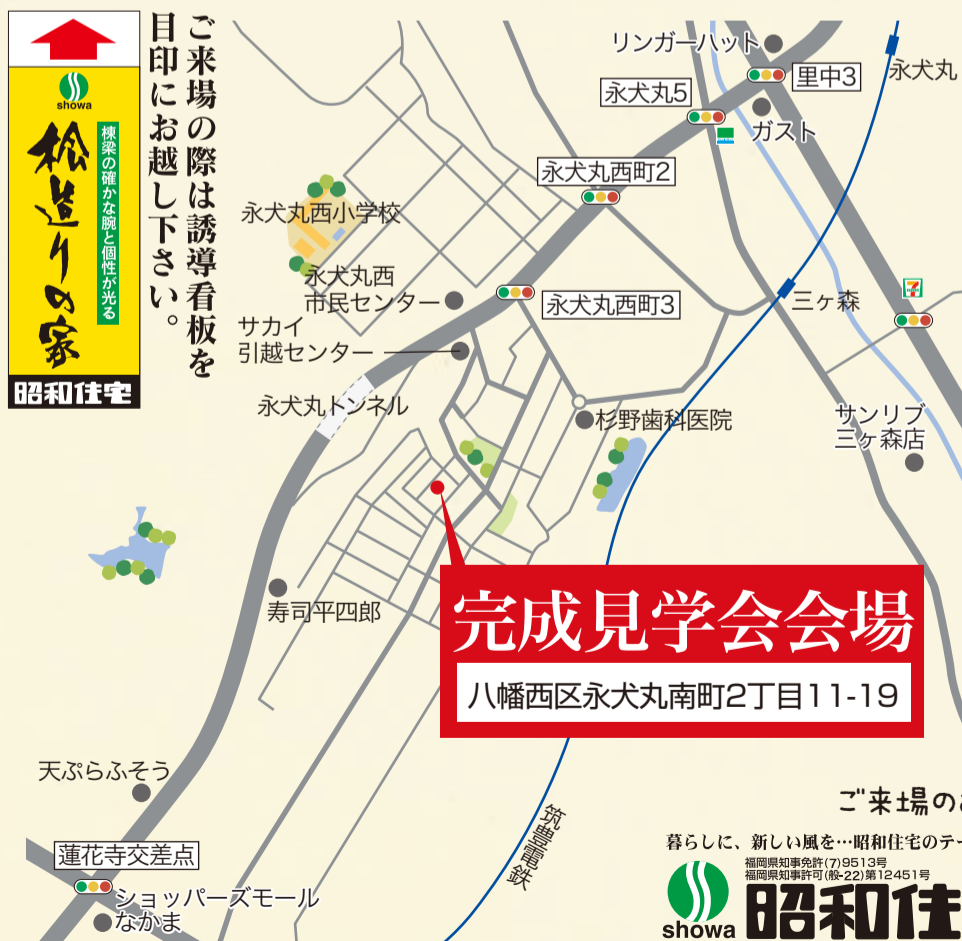 ご来場の際は誘導看板を
目印にお越し下さい。
showa
棟梁の確かな腕と個性が光る
桧造りの家
昭和住宅
リンガーハット
里中3
永犬丸
永犬丸5
ガスト
永犬丸西町2
永犬丸西小学校
永犬丸西
市民センター
永犬丸西町3
三ヶ森
サカイ
引越センター
永犬丸トンネル
杉野歯科医院
サンリブ
三ヶ森店
寿司平四郎
完成見学会会場
八幡西区永犬丸南町2丁目11-19
天ぷらふそう
筑豊電鉄
蓮花寺交差点
ショッパーズモール
なかま
ご来場の
暮らしに、新しい風を…昭和住宅のテー
福岡県知事免許(7)9513号
福岡県知事許可(般-22)第12451号
showa
昭和住